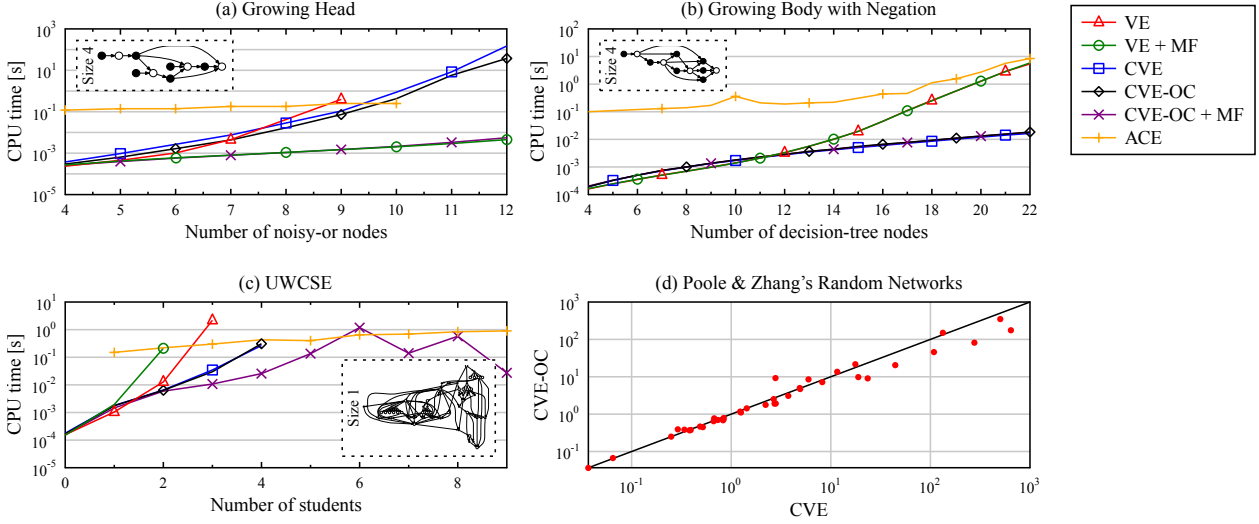 (a) Growing Head
CPU time [s]
10^3
10^1
10^-1
10^-3
10^-5
Size 4
4 5 6 7 8 9 10 11 12
Number of noisy-or nodes
(b) Growing Body with Negation
CPU time [s]
10^2
10^1
10^0
10^-1
10^-2
10^-3
10^-4
Size 4
4 6 8 10 12 14 16 18 20 22
Number of decision-tree nodes
VE
VE + MF
CVE
CVE-OC
CVE-OC + MF
ACE
(c) UWCSE
CPU time [s]
10^1
10^0
10^-1
10^-2
10^-3
10^-4
10^-5
Size 1
0 2 4 6 8
Number of students
(d) Poole & Zhang's Random Networks
CVE-OC
10^3
10^2
10^1
10^0
10^-1
10^-1 10^0 10^1 10^2 10^3
CVE